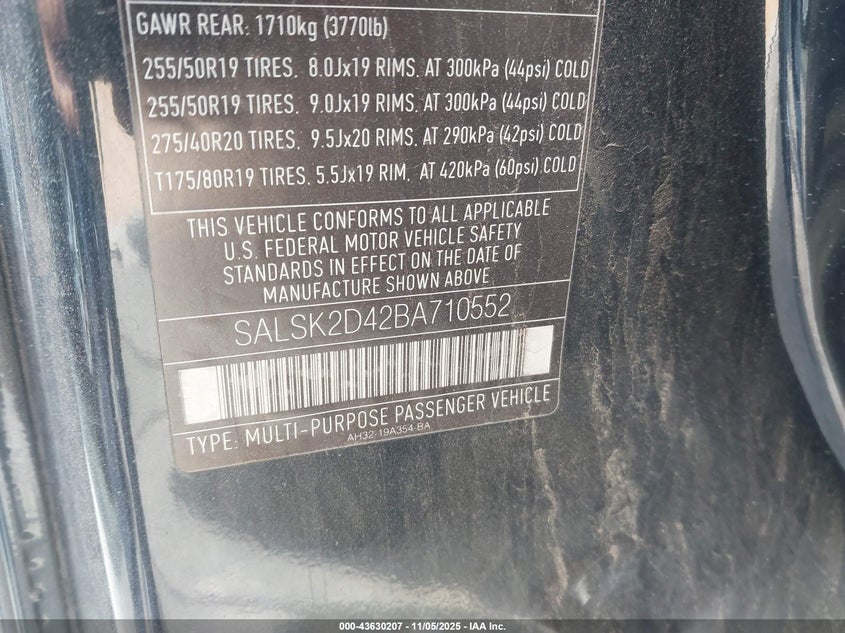 GAWR REAR: 1710kg (3770lb)
255/50R19 TIRES. 8.0Jx19 RIMS. AT 300kPa (44psi) COLD
255/50R19 TIRES. 9.0Jx19 RIMS. AT 300kPa (44psi) COLD
275/40R20 TIRES. 9.5Jx20 RIMS. AT 290kPa (42psi) COLD
T175/80R19 TIRES. 5.5Jx19 RIM. AT 420kPa (60psi) COLD
THIS VEHICLE CONFORMS TO ALL APPLICABLE
U.S. FEDERAL MOTOR VEHICLE SAFETY
STANDARDS IN EFFECT ON THE DATE OF
MANUFACTURE SHOWN ABOVE
SALSK2D42BA710552
TYPE: MULTI-PURPOSE PASSENGER VEHICLE
AH32-19A354-BA
000-43630207 - 11/05/2025 - IAA Inc.